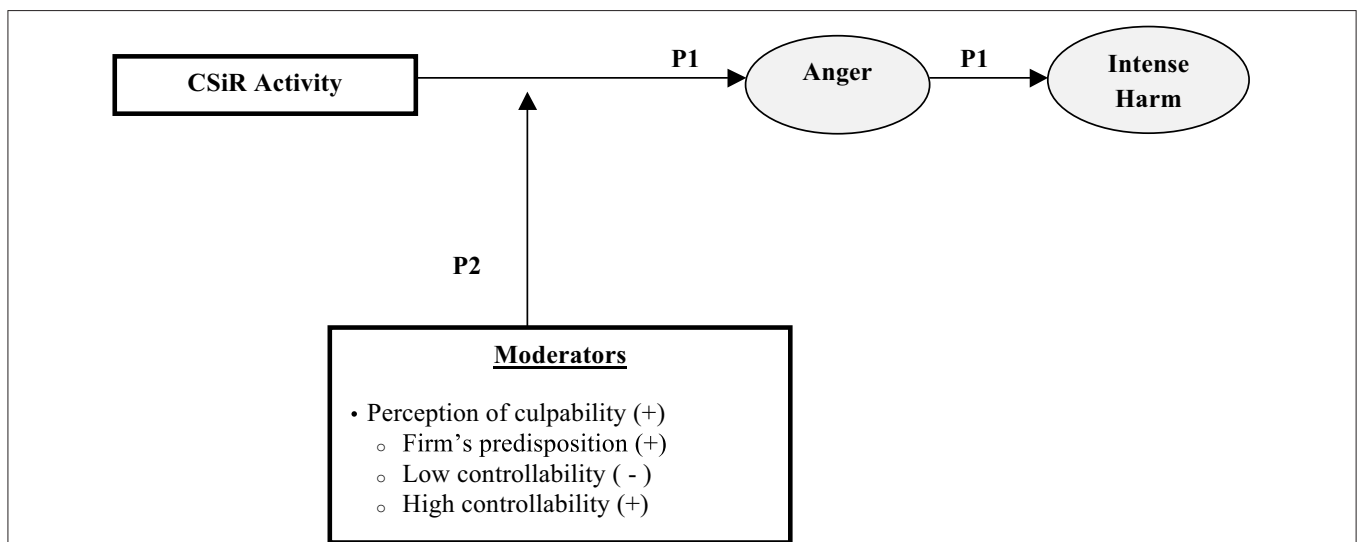 CSiR Activity
P1
Anger
P1
Intense
Harm
P2
Moderators
• Perception of culpability (+)
○ Firm’s predisposition (+)
○ Low controllability ( - )
○ High controllability (+)